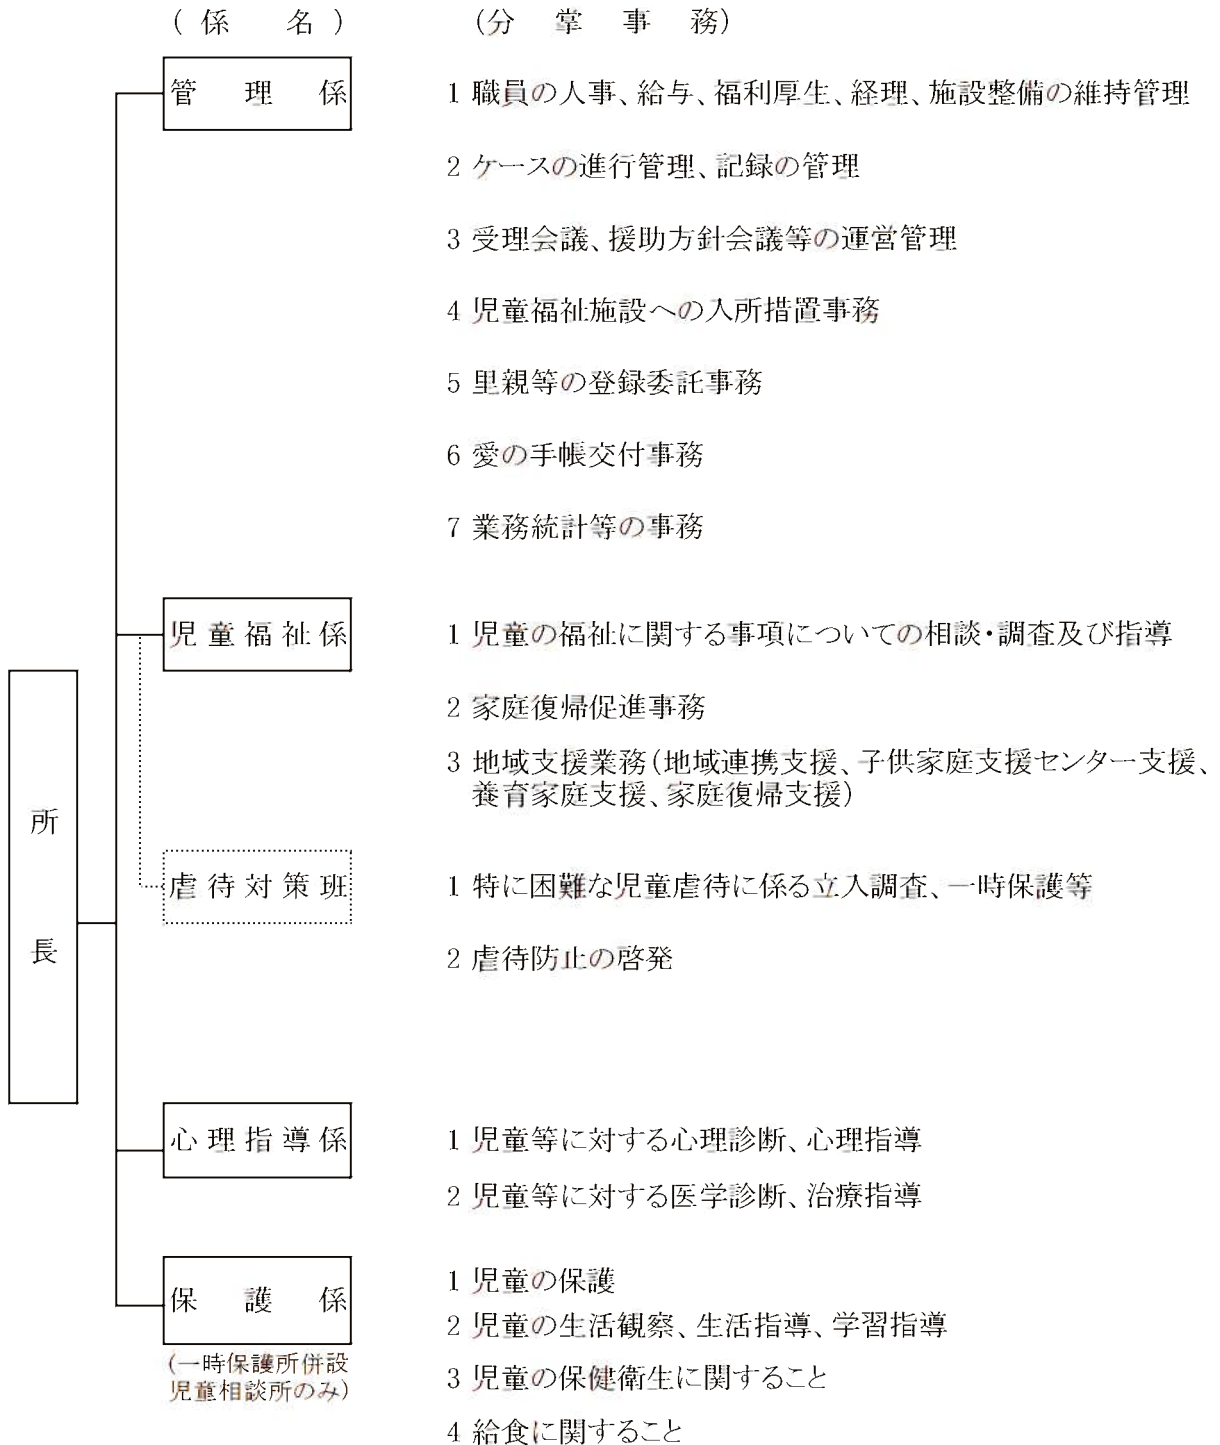 (係　名)　(分　掌　事　務)
管理係
1 職員の人事、給与、福利厚生、経理、施設整備の維持管理
2 ケースの進行管理、記録の管理
3 受理会議、援助方針会議等の運営管理
4 児童福祉施設への入所措置事務
5 里親等の登録委託事務
6 愛の手帳交付事務
7 業務統計等の事務
児童福祉係
1 児童の福祉に関する事項についての相談・調査及び指導
2 家庭復帰促進事務
3 地域支援業務(地域連携支援、子供家庭支援センター支援、
養育家庭支援、家庭復帰支援)
所長
虐待対策班
1 特に困難な児童虐待に係る立入調査、一時保護等
2 虐待防止の啓発
心理指導係
1 児童等に対する心理診断、心理指導
2 児童等に対する医学診断、治療指導
保護係
(一時保護所併設
児童相談所のみ)
1 児童の保護
2 児童の生活観察、生活指導、学習指導
3 児童の保健衛生に関すること
4 給食に関すること